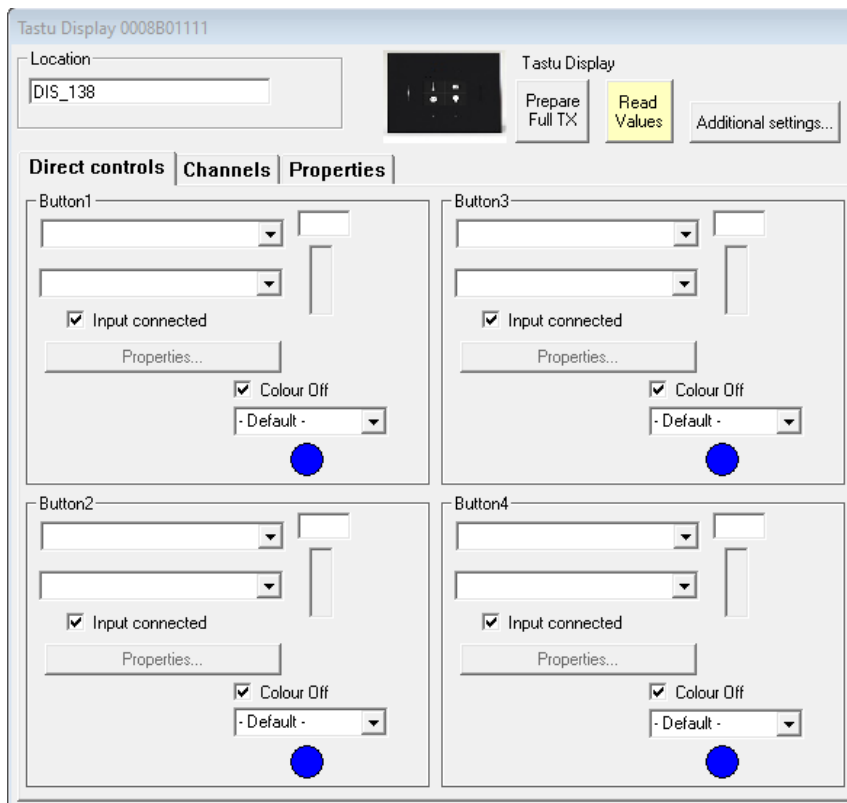 Tastu Display 0008B01111
Location
DIS_138
Tastu Display
Prepare
Full TX
Read
Values
Additional settings...
Direct controls
Channels
Properties
Button1
Input connected
Properties...
Colour Off
- Default -
Button3
Input connected
Properties...
Colour Off
- Default -
Button2
Input connected
Properties...
Colour Off
- Default -
Button4
Input connected
Properties...
Colour Off
- Default -